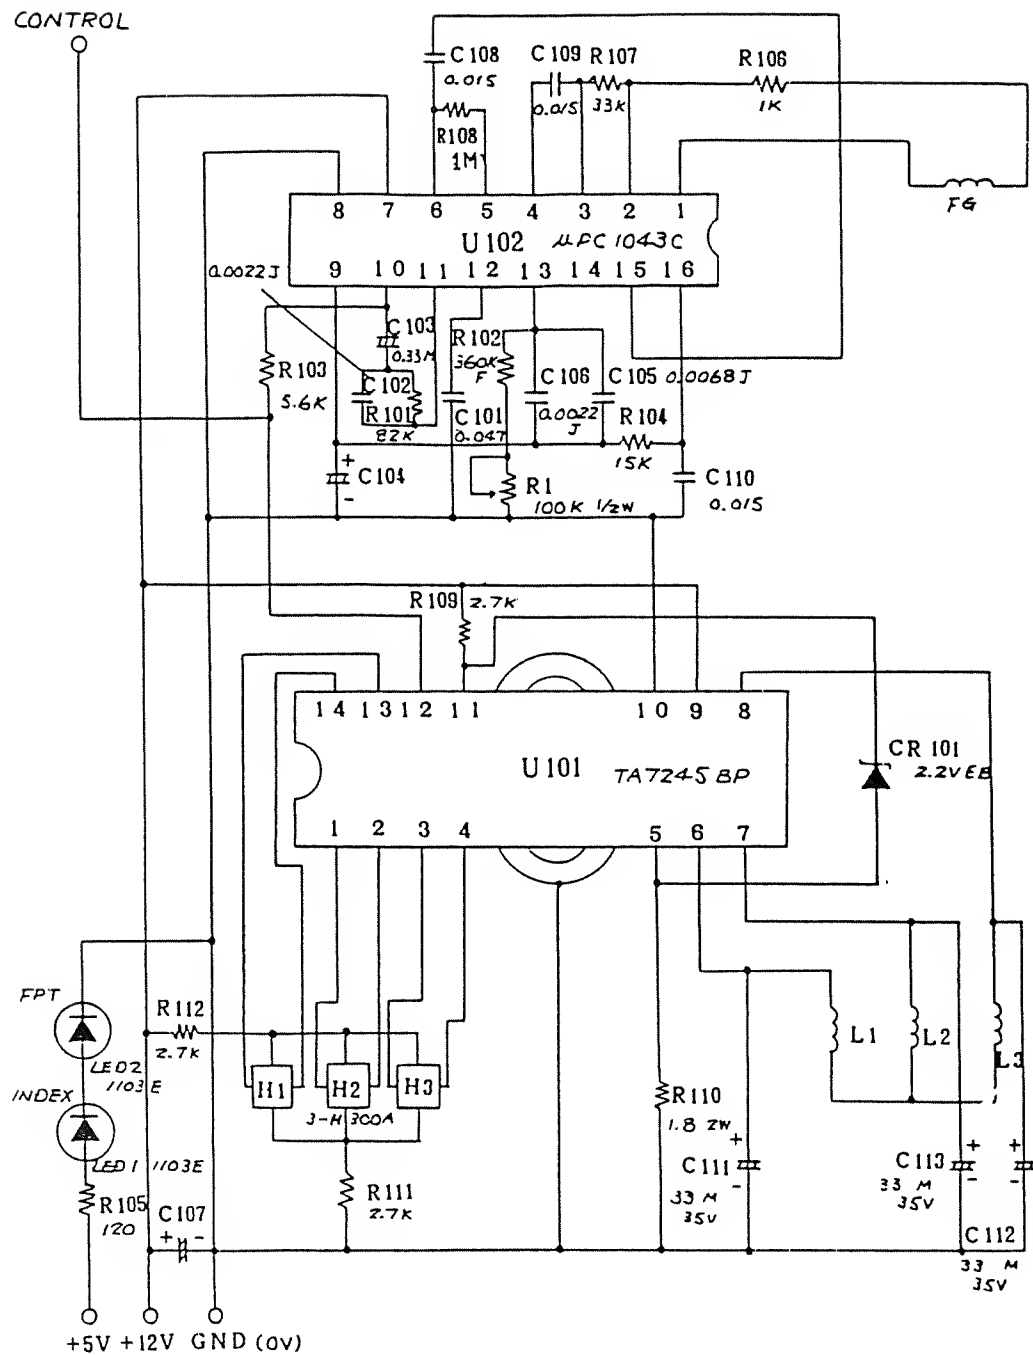 CONTROL
C108
0.015
C109
0.015
R107
33K
R106
1K
R108
1M
FG
8 7 6 5 4 3 2 1
U102 µPC1043C
9 10 11 12 13 14 15 16
0.0022J
C103
0.33M
R103
5.6K
C102
R101
82K
C101
0.047
R102
360K
F
C106
0.0022
J
C105 0.0068J
R104
15K
C104
+
-
R1
100K 1/2W
C110
0.015
R109 2.7K
14 13 12 11 10 9 8
U101 TA7245BP
1 2 3 4 5 6 7
CR101
2.2V EB
FPT
LED2
1103E
INDEX
LED1 1103E
R105
120
R112
2.7K
H1 H2 H3
3-H300A
R111
2.7K
C107
+ -
R110
1.8 2W
L1 L2 L3
C111
+
-
33M
35V
C113
+
-
33M
35V
+
-
C112
33M
35V
+5V +12V GND (0V)